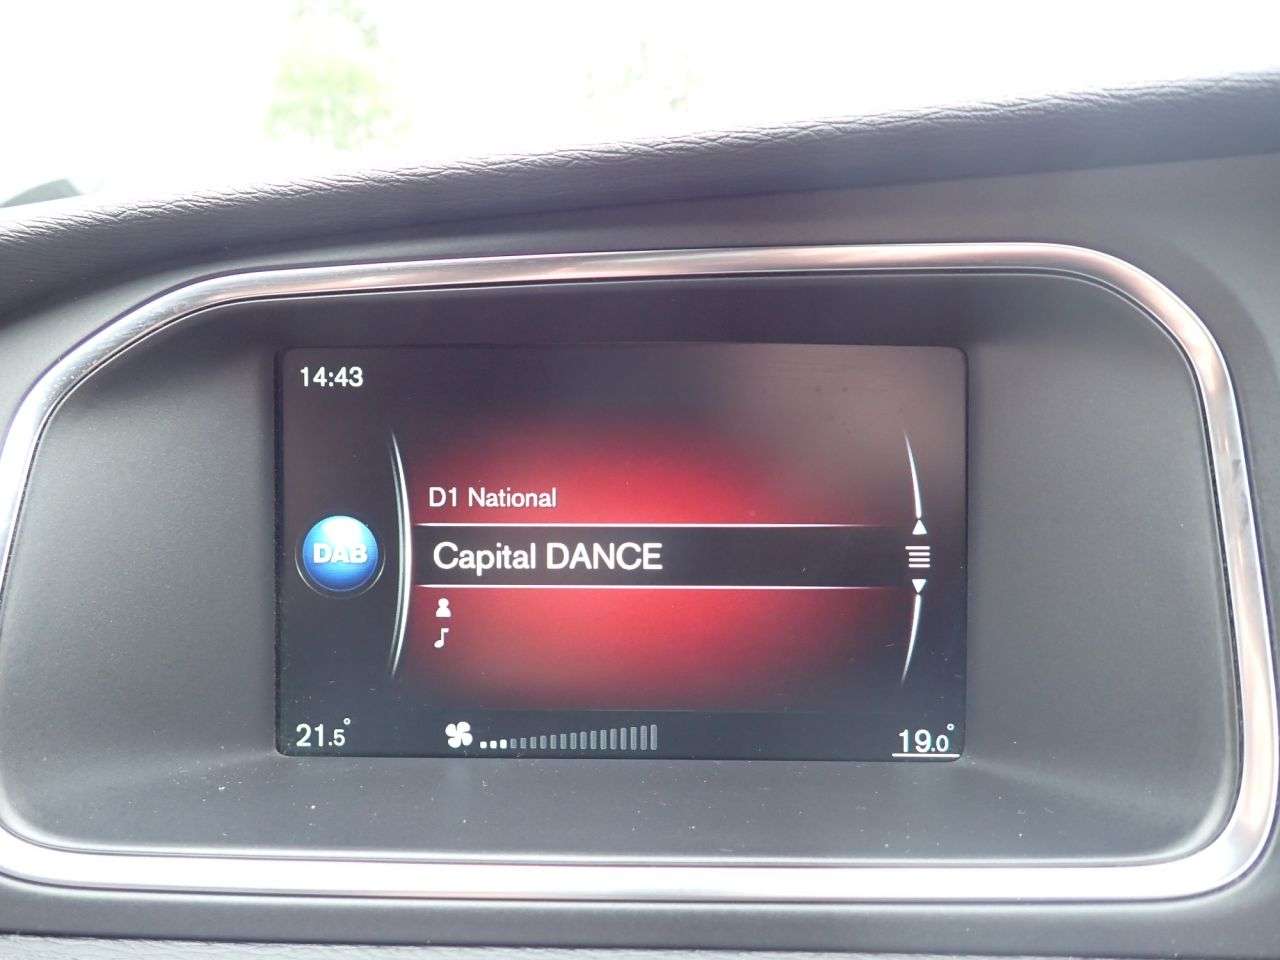 14:43
D1 National
DAB
Capital DANCE
21.5°
19.0°